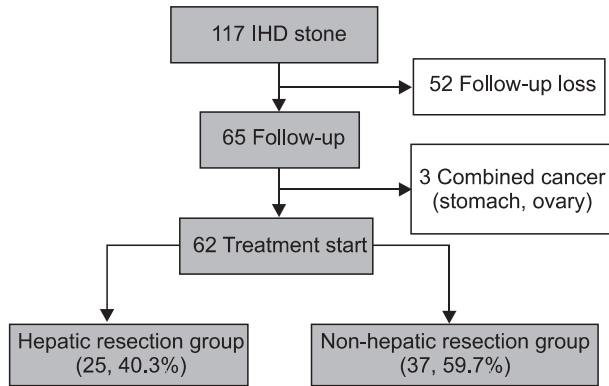 117 IHD stone
52 Follow-up loss
65 Follow-up
3 Combined cancer
(stomach, ovary)
62 Treatment start
Hepatic resection group
(25, 40.3%)
Non-hepatic resection group
(37, 59.7%)